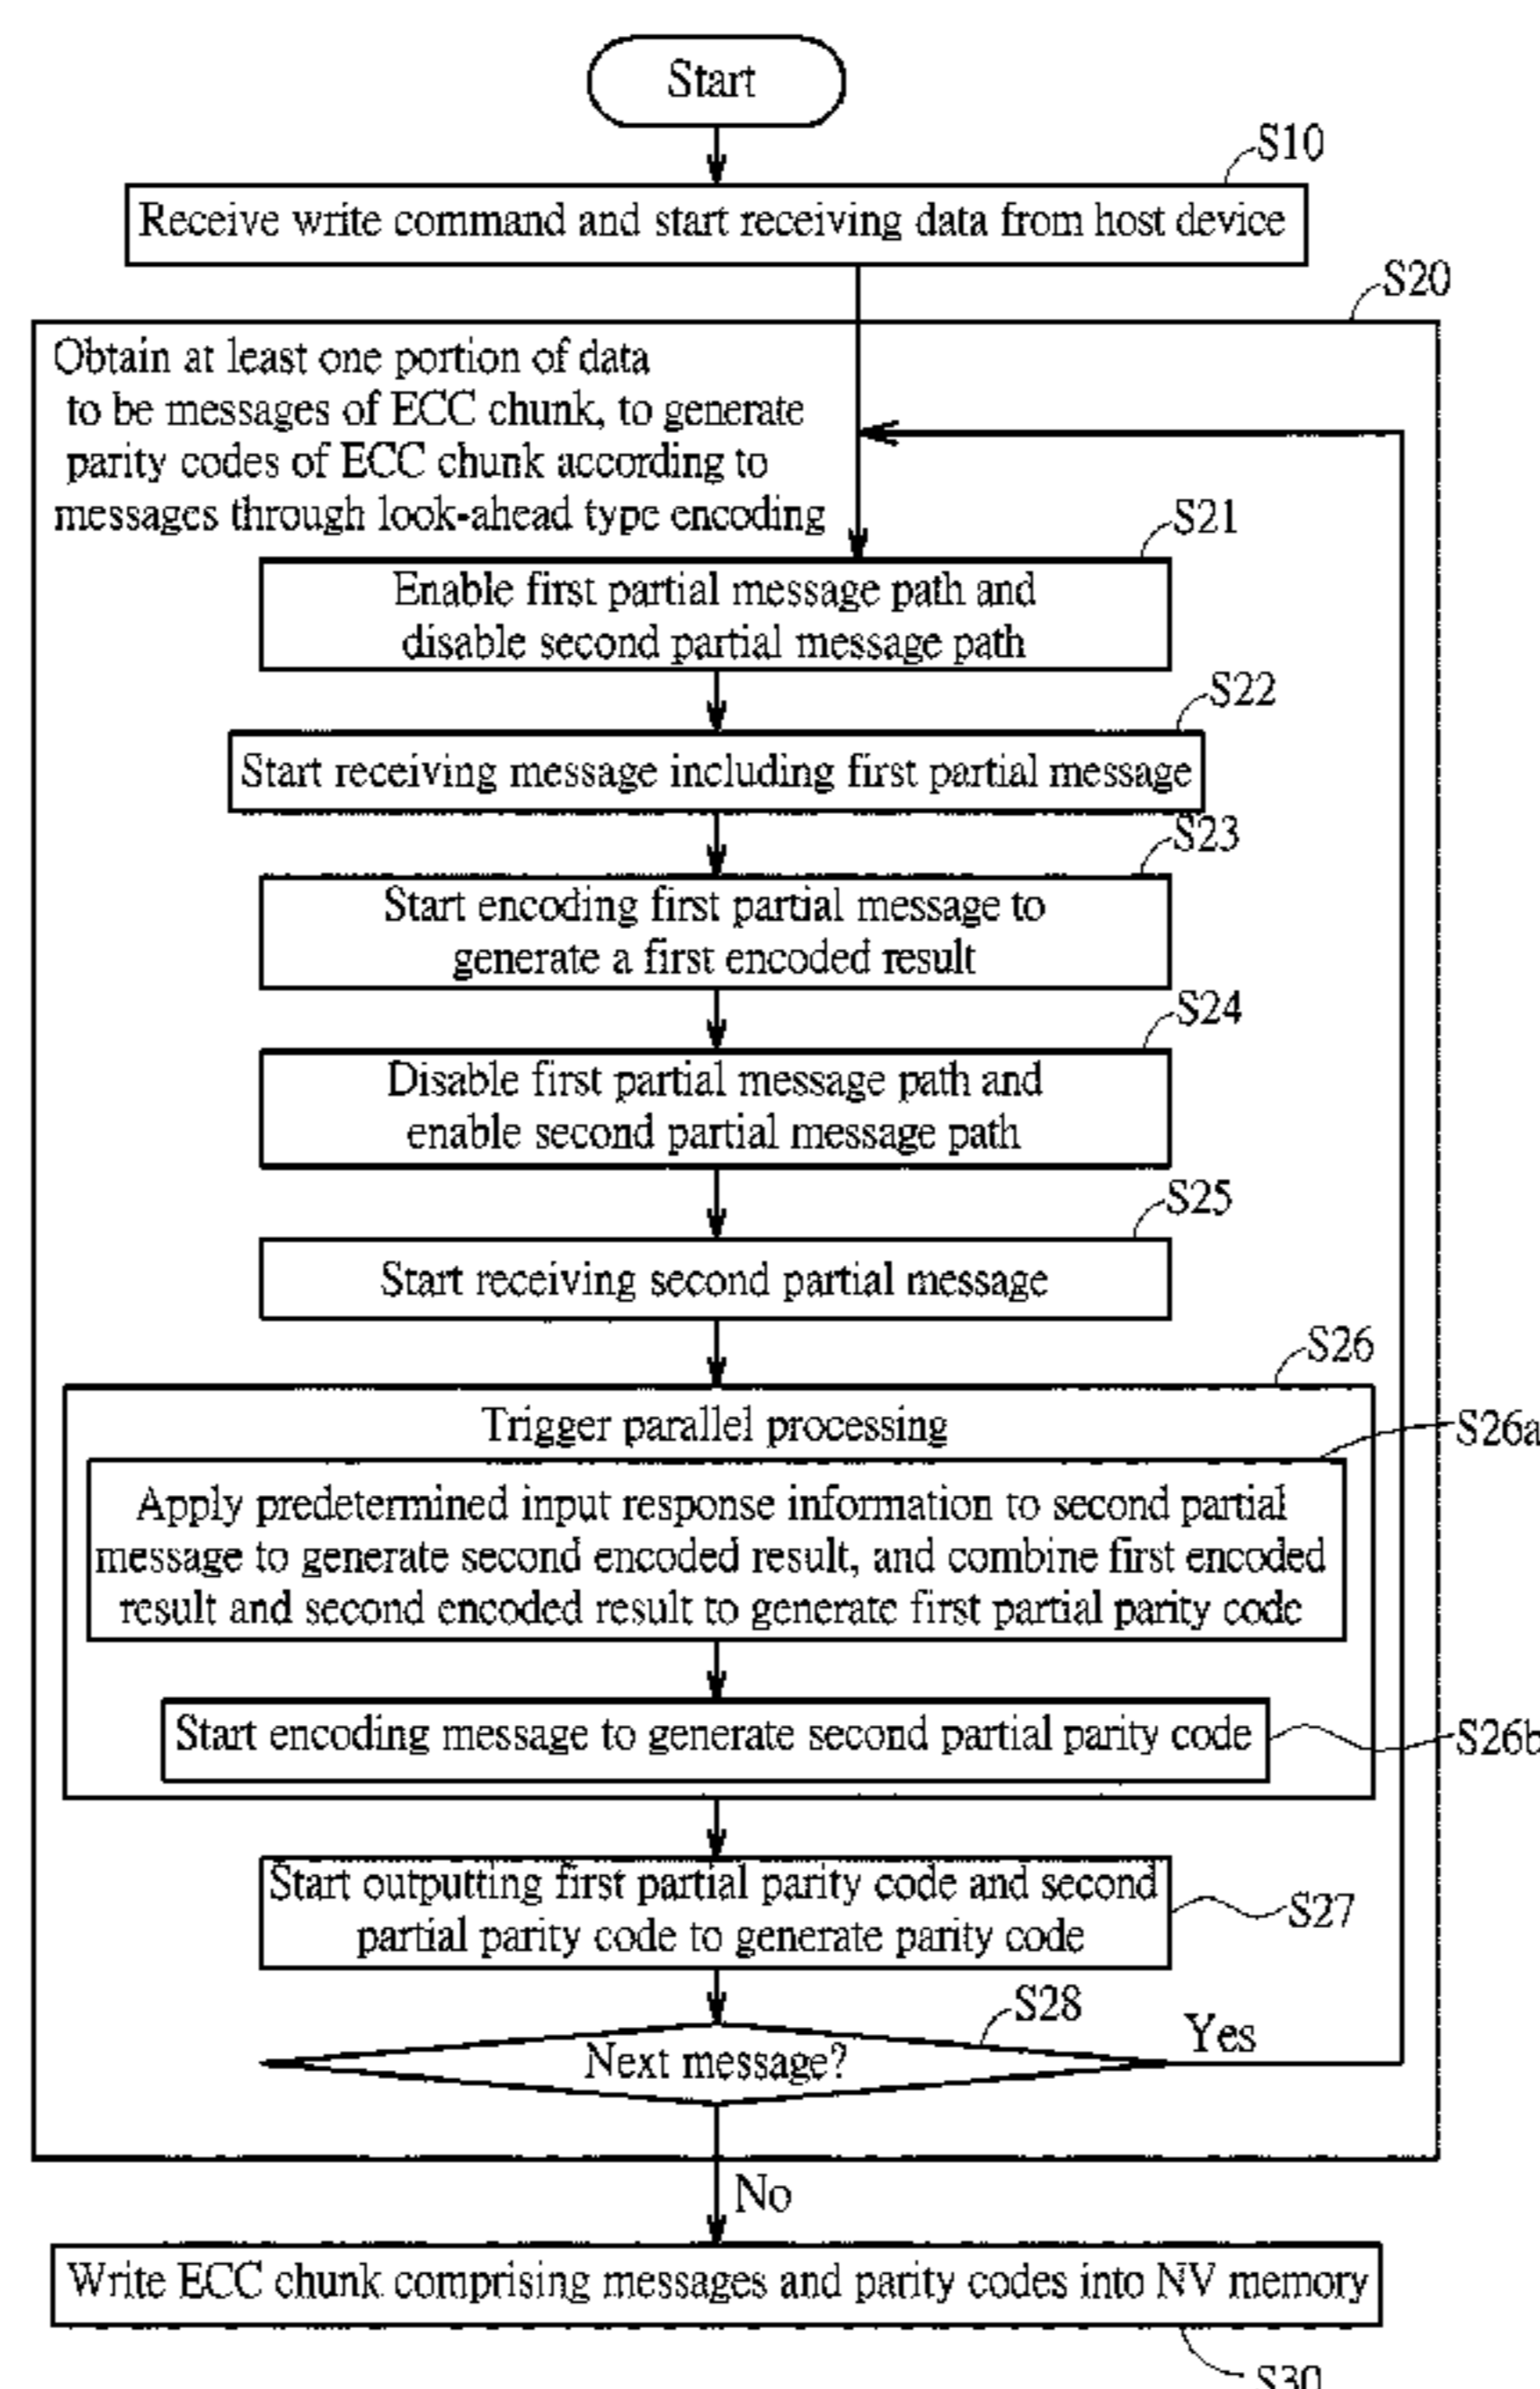 Start
S10
Receive write command and start receiving data from host device
S20
Obtain at least one portion of data
to be messages of ECC chunk, to generate
parity codes of ECC chunk according to
messages through look-ahead type encoding
S21
Enable first partial message path and
disable second partial message path
S22
Start receiving message including first partial message
S23
Start encoding first partial message to
generate a first encoded result
S24
Disable first partial message path and
enable second partial message path
S25
Start receiving second partial message
S26
Trigger parallel processing
S26a
Apply predetermined input response information to second partial
message to generate second encoded result, and combine first encoded
result and second encoded result to generate first partial parity code
Start encoding message to generate second partial parity code
S26b
Start outputting first partial parity code and second
partial parity code to generate parity code
S27
S28
Next message?
Yes
No
Write ECC chunk comprising messages and parity codes into NV memory
S30